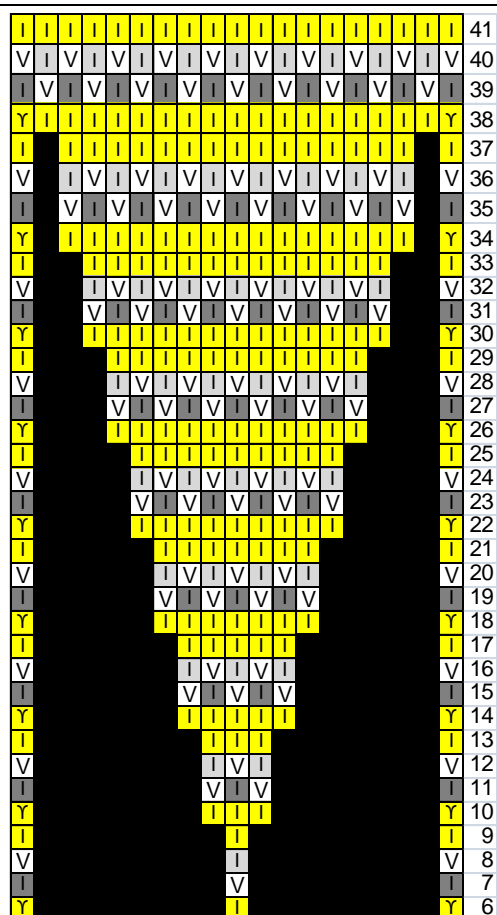 I I I I I I I I I I I I I I I I I I I 41
V I V I V I V I V I V I V I V I V I V 40
I V I V I V I V I V I V I V I V I V I 39
ϒ I I I I I I I I I I I I I I I I I ϒ 38
I I I I I I I I I I I I I I I I I 37
V I V I V I V I V I V I V I V I V 36
I V I V I V I V I V I V I V I V I 35
ϒ I I I I I I I I I I I I I I I ϒ 34
I I I I I I I I I I I I I I I 33
V I V I V I V I V I V I V I V 32
I V I V I V I V I V I V I V I 31
ϒ I I I I I I I I I I I I I ϒ 30
I I I I I I I I I I I I I 29
V I V I V I V I V I V I V 28
I V I V I V I V I V I V I 27
ϒ I I I I I I I I I I I ϒ 26
I I I I I I I I I I I 25
V I V I V I V I V I V 24
I V I V I V I V I V I 23
ϒ I I I I I I I I I ϒ 22
I I I I I I I I I 21
V I V I V I V I V 20
I V I V I V I V I 19
ϒ I I I I I I I ϒ 18
I I I I I I I 17
V I V I V I V 16
I V I V I V I 15
ϒ I I I I I ϒ 14
I I I I I 13
V I V I V 12
I V I V I 11
ϒ I I I ϒ 10
I I I 9
V I V 8
I V I 7
ϒ I ϒ 6